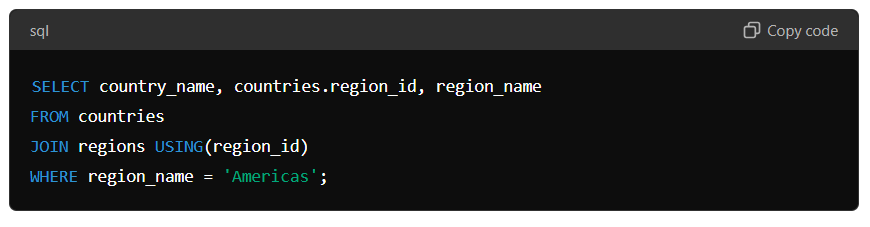 sql
Copy code
SELECT country_name, countries.region_id, region_name
FROM countries
JOIN regions USING(region_id)
WHERE region_name = 'Americas';